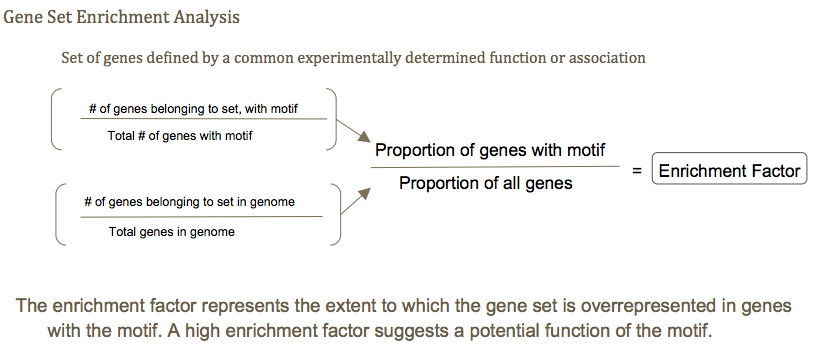 Gene Set Enrichment Analysis
Set of genes defined by a common experimentally determined function or association
# of genes belonging to set, with motif
Total # of genes with motif
Proportion of genes with motif
Proportion of all genes
= Enrichment Factor
# of genes belonging to set in genome
Total genes in genome
The enrichment factor represents the extent to which the gene set is overrepresented in genes
with the motif. A high enrichment factor suggests a potential function of the motif.